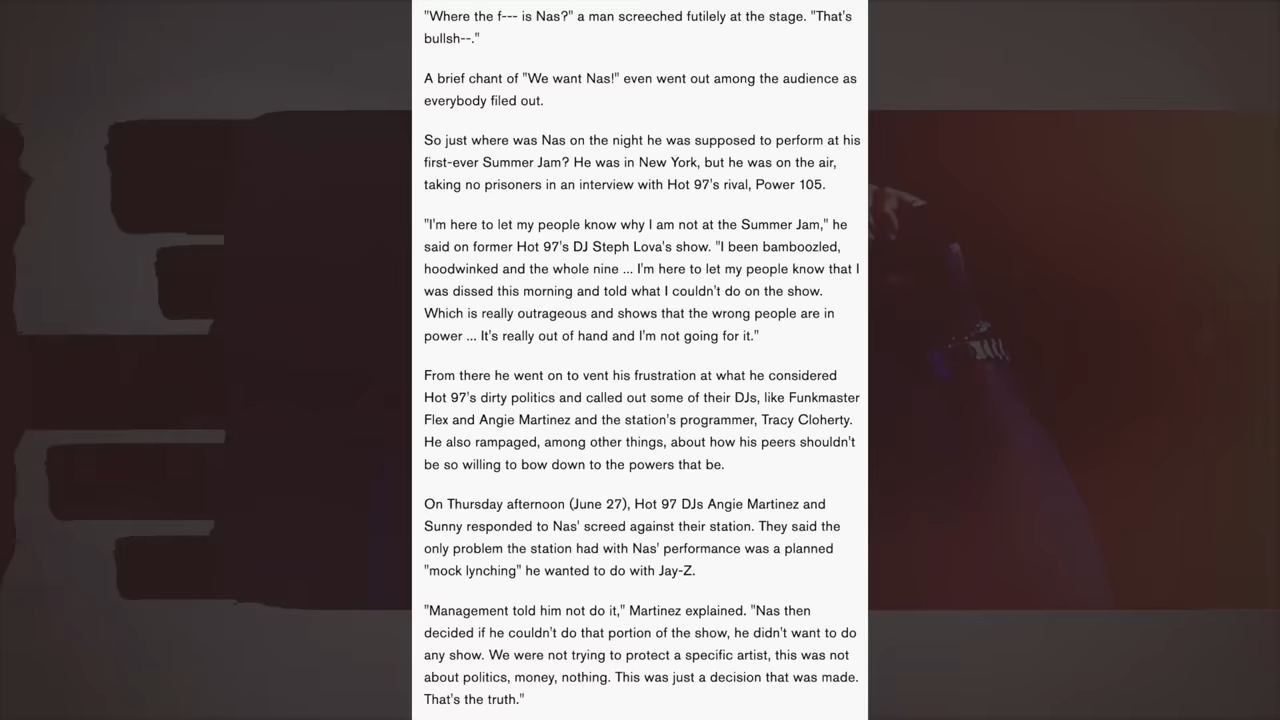 "Where the f--- is Nas?" a man screeched futilely at the stage. "That's
bullsh--."
A brief chant of "We want Nas!" even went out among the audience as
everybody filed out.
So just where was Nas on the night he was supposed to perform at his
first-ever Summer Jam? He was in New York, but he was on the air,
taking no prisoners in an interview with Hot 97's rival, Power 105.
"I'm here to let my people know why I am not at the Summer Jam," he
said on former Hot 97's DJ Steph Lova's show. "I been bamboozled,
hoodwinked and the whole nine ... I'm here to let my people know that I
was dissed this morning and told what I couldn't do on the show.
Which is really outrageous and shows that the wrong people are in
power ... It's really out of hand and I'm not going for it."
From there he went on to vent his frustration at what he considered
Hot 97's dirty politics and called out some of their DJs, like Funkmaster
Flex and Angie Martinez and the station's programmer, Tracy Cloherty.
He also rampaged, among other things, about how his peers shouldn't
be so willing to bow down to the powers that be.
On Thursday afternoon (June 27), Hot 97 DJs Angie Martinez and
Sunny responded to Nas' screed against their station. They said the
only problem the station had with Nas' performance was a planned
"mock lynching" he wanted to do with Jay-Z.
"Management told him not do it," Martinez explained. "Nas then
decided if he couldn't do that portion of the show, he didn't want to do
any show. We were not trying to protect a specific artist, this was not
about politics, money, nothing. This was just a decision that was made.
That's the truth."